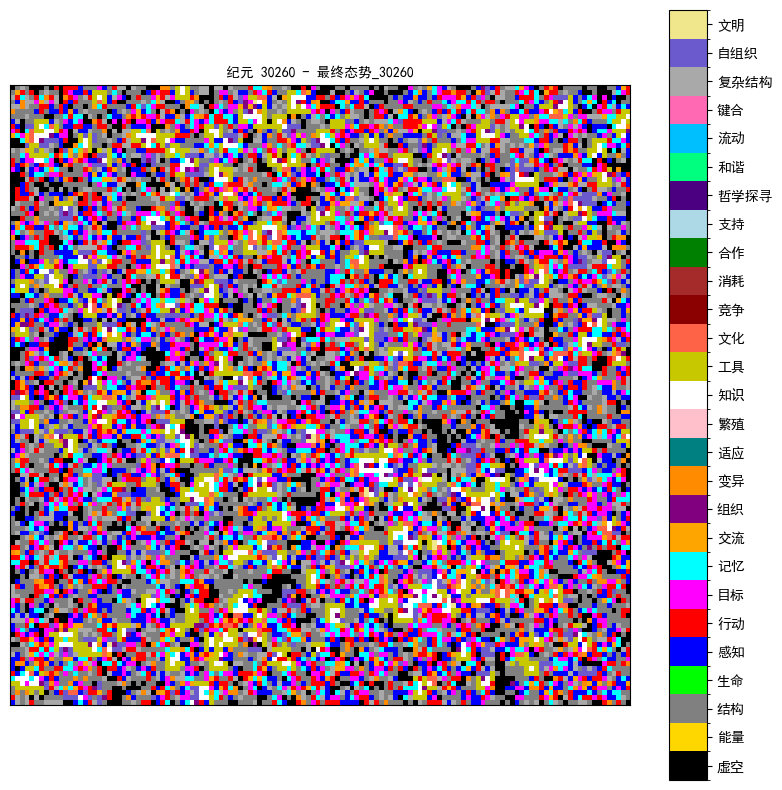 纪元 30260 - 最终态势_30260
文明
自组织
复杂结构
键合
流动
和谐
哲学探寻
支持
合作
消耗
竞争
文化
工具
知识
繁殖
适应
变异
组织
交流
记忆
目标
行动
感知
生命
结构
能量
虚空